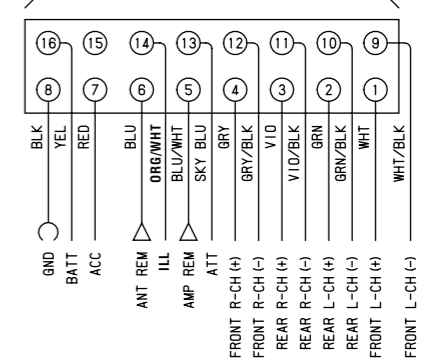 16 15 14 13 12 11 10 9
8 7 6 5 4 3 2 1
BLK
YEL
RED
BLU
ORG/WHT
BLU/WHT
SKY BLU
GRY
GRY/BLK
VIO
VIO/BLK
GRN
GRN/BLK
WHT
WHT/BLK
GND
BATT
ACC
ANT REM
ILL
AMP REM
ATT
FRONT R-CH (+)
FRONT R-CH (-)
REAR R-CH (+)
REAR R-CH (-)
REAR L-CH (+)
REAR L-CH (-)
FRONT L-CH (+)
FRONT L-CH (-)